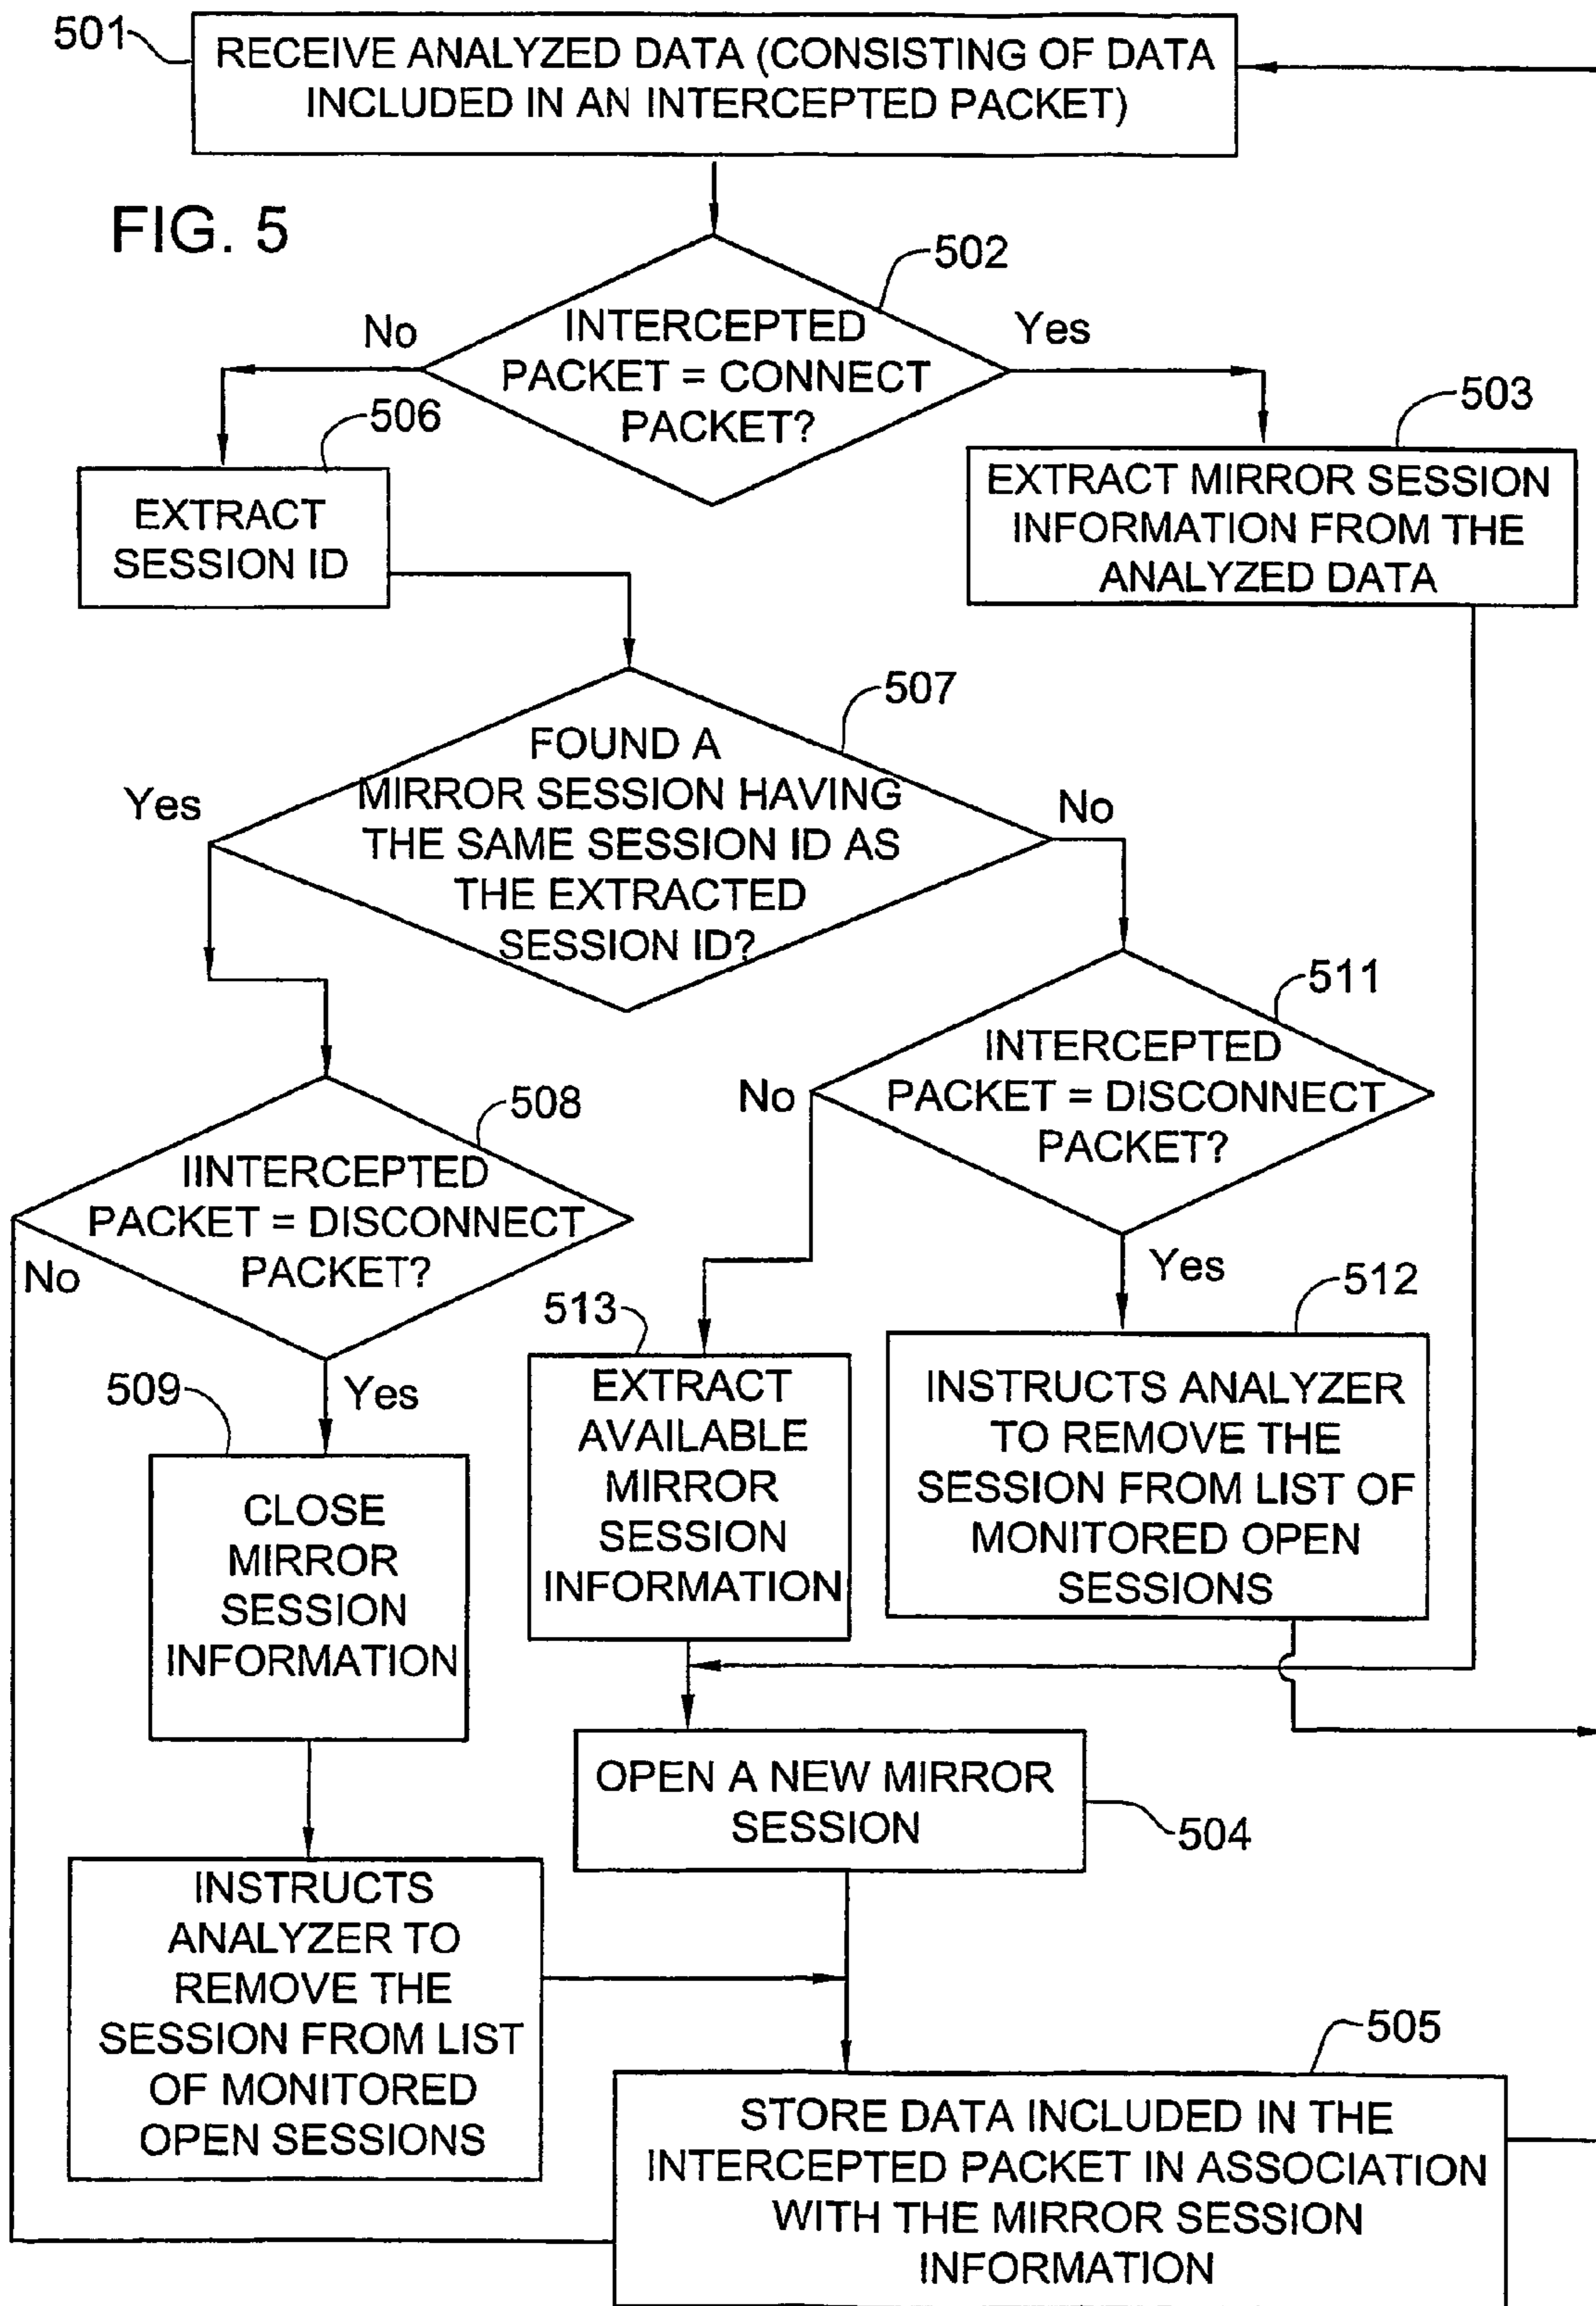 501
RECEIVE ANALYZED DATA (CONSISTING OF DATA
INCLUDED IN AN INTERCEPTED PACKET)
FIG. 5
502
INTERCEPTED
PACKET = CONNECT
PACKET?
No
Yes
506
EXTRACT
SESSION ID
503
EXTRACT MIRROR SESSION
INFORMATION FROM THE
ANALYZED DATA
507
FOUND A
MIRROR SESSION HAVING
THE SAME SESSION ID AS
THE EXTRACTED
SESSION ID?
Yes
No
511
INTERCEPTED
PACKET = DISCONNECT
PACKET?
No
Yes
508
IINTERCEPTED
PACKET = DISCONNECT
PACKET?
No
Yes
509
CLOSE
MIRROR
SESSION
INFORMATION
513
EXTRACT
AVAILABLE
MIRROR
SESSION
INFORMATION
512
INSTRUCTS ANALYZER
TO REMOVE THE
SESSION FROM LIST OF
MONITORED OPEN
SESSIONS
OPEN A NEW MIRROR
SESSION
504
INSTRUCTS
ANALYZER TO
REMOVE THE
SESSION FROM LIST
OF MONITORED
OPEN SESSIONS
505
STORE DATA INCLUDED IN THE
INTERCEPTED PACKET IN ASSOCIATION
WITH THE MIRROR SESSION
INFORMATION